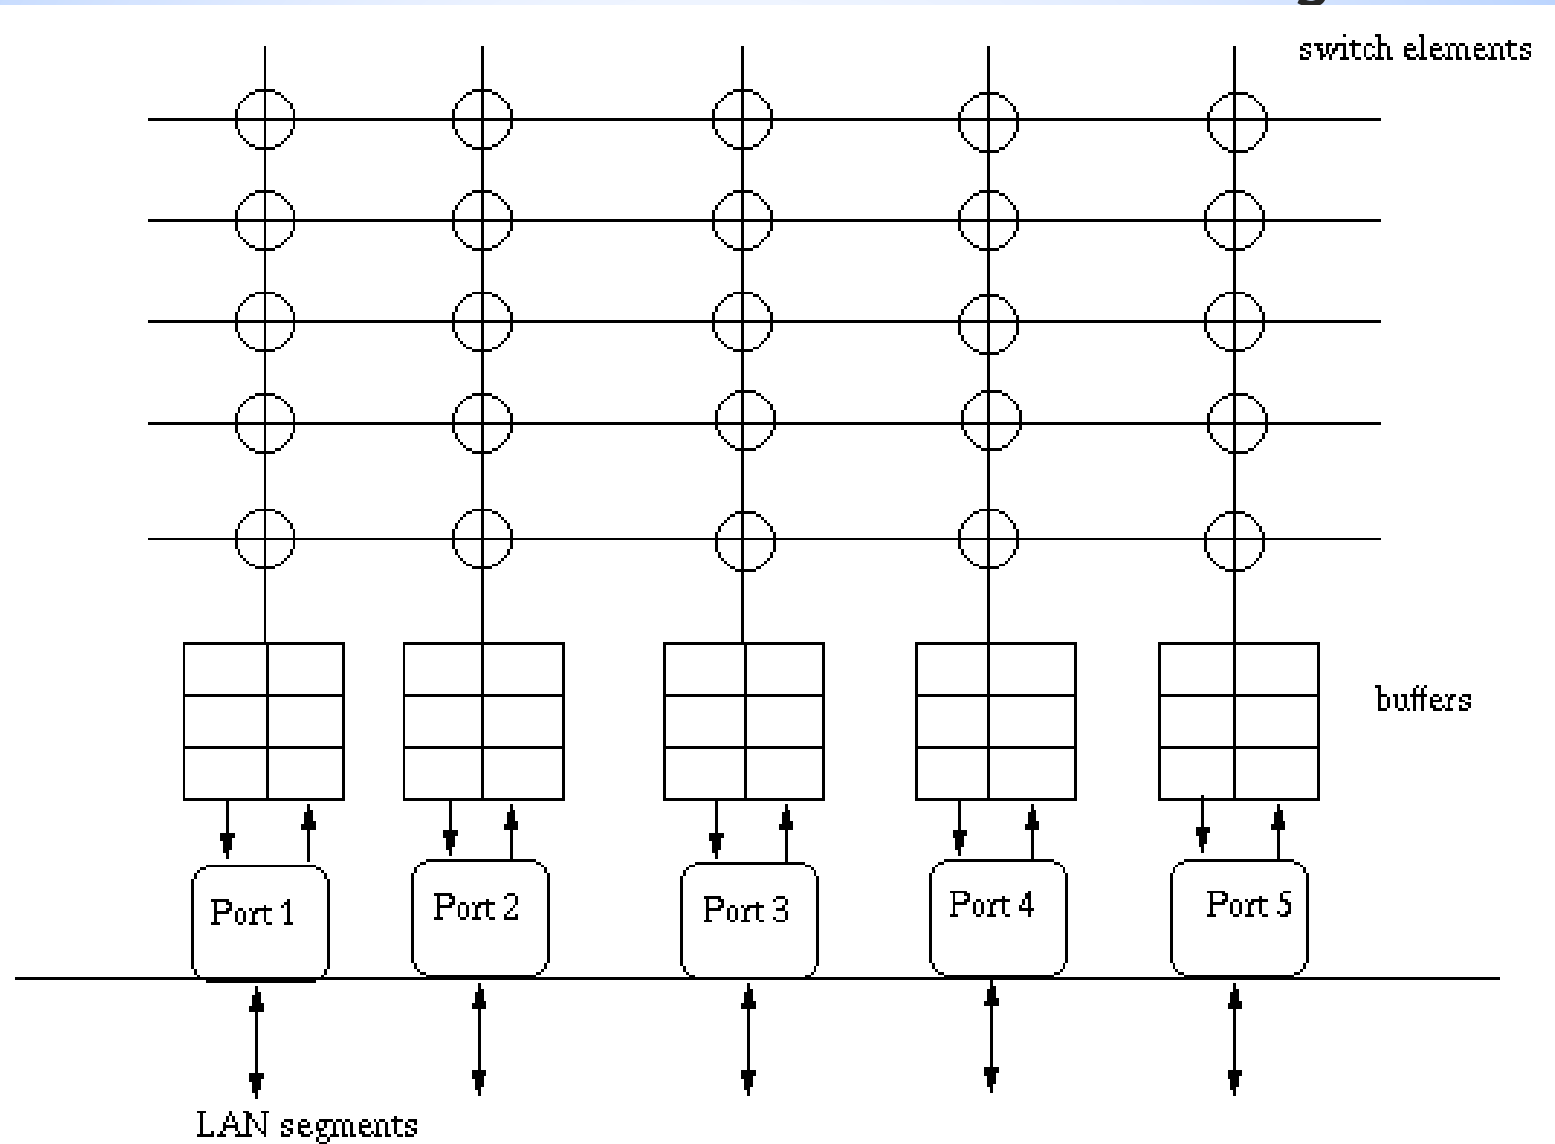 switch elements
buffers
Port 1
Port 2
Port 3
Port 4
Port 5
LAN segments